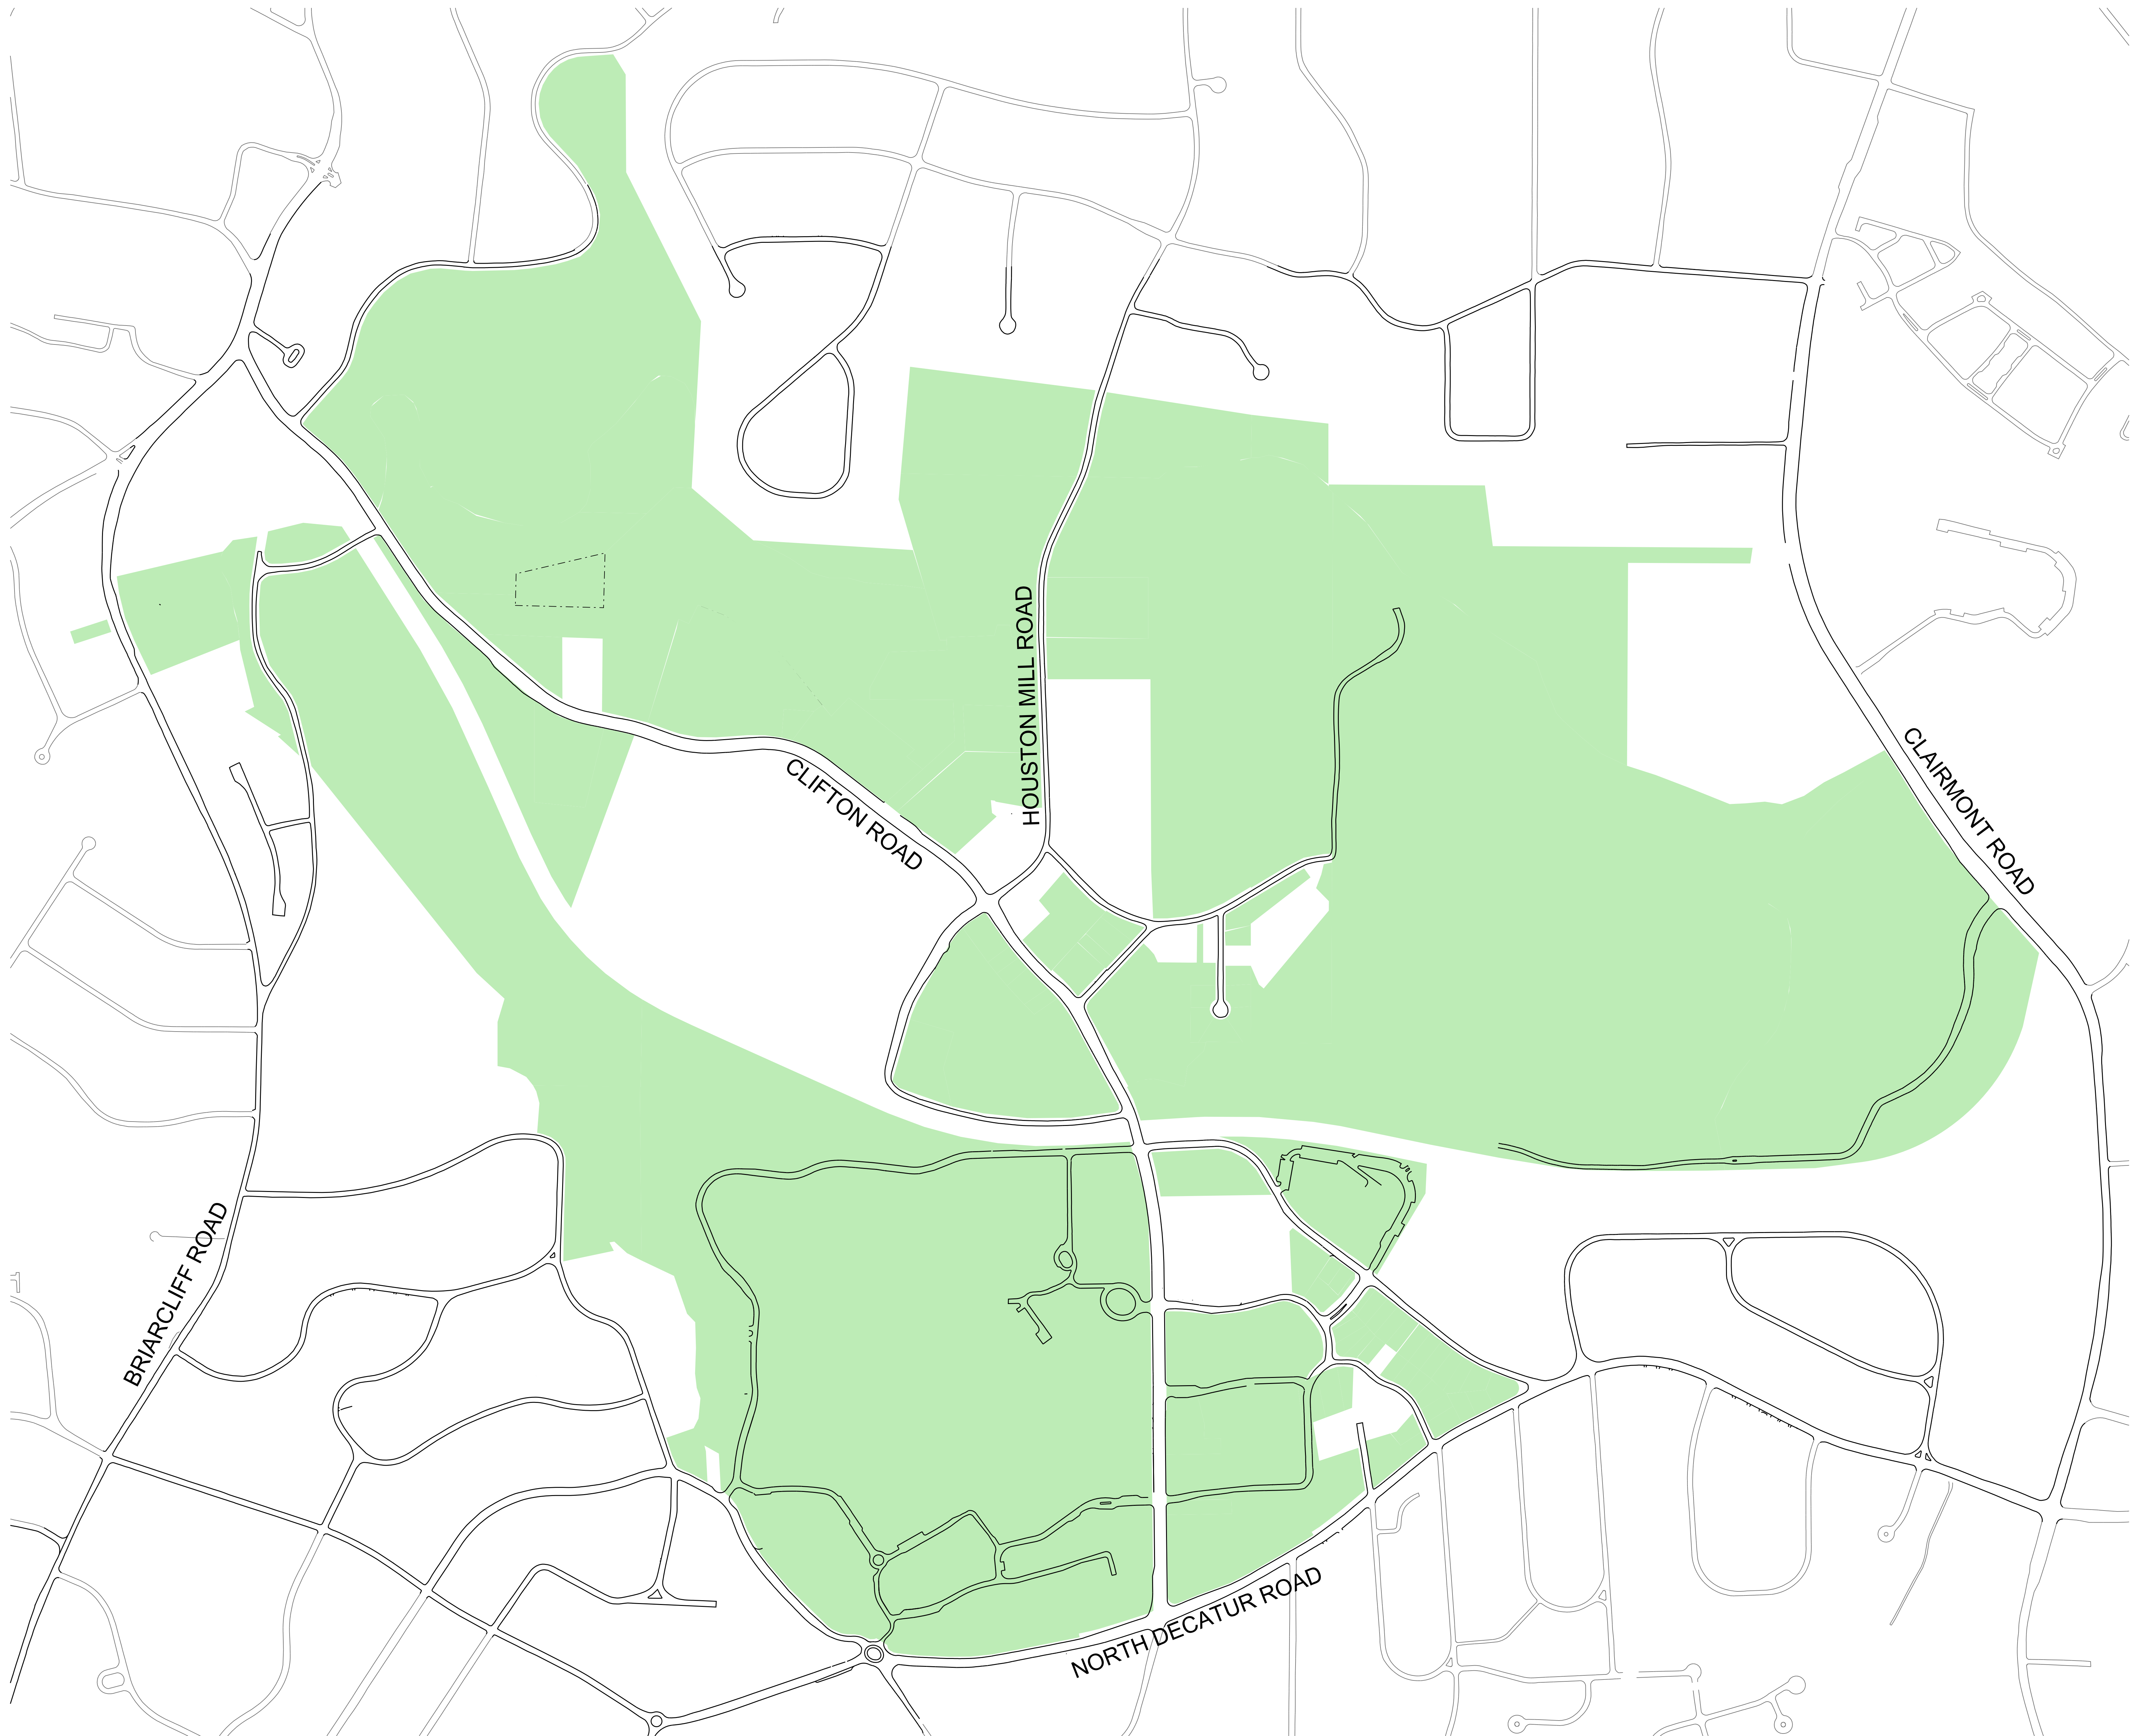 HOUSTON MILL ROAD
CLIFTON ROAD
CLAIRMONT ROAD
BRIARCLIFF ROAD
NORTH DECATUR ROAD